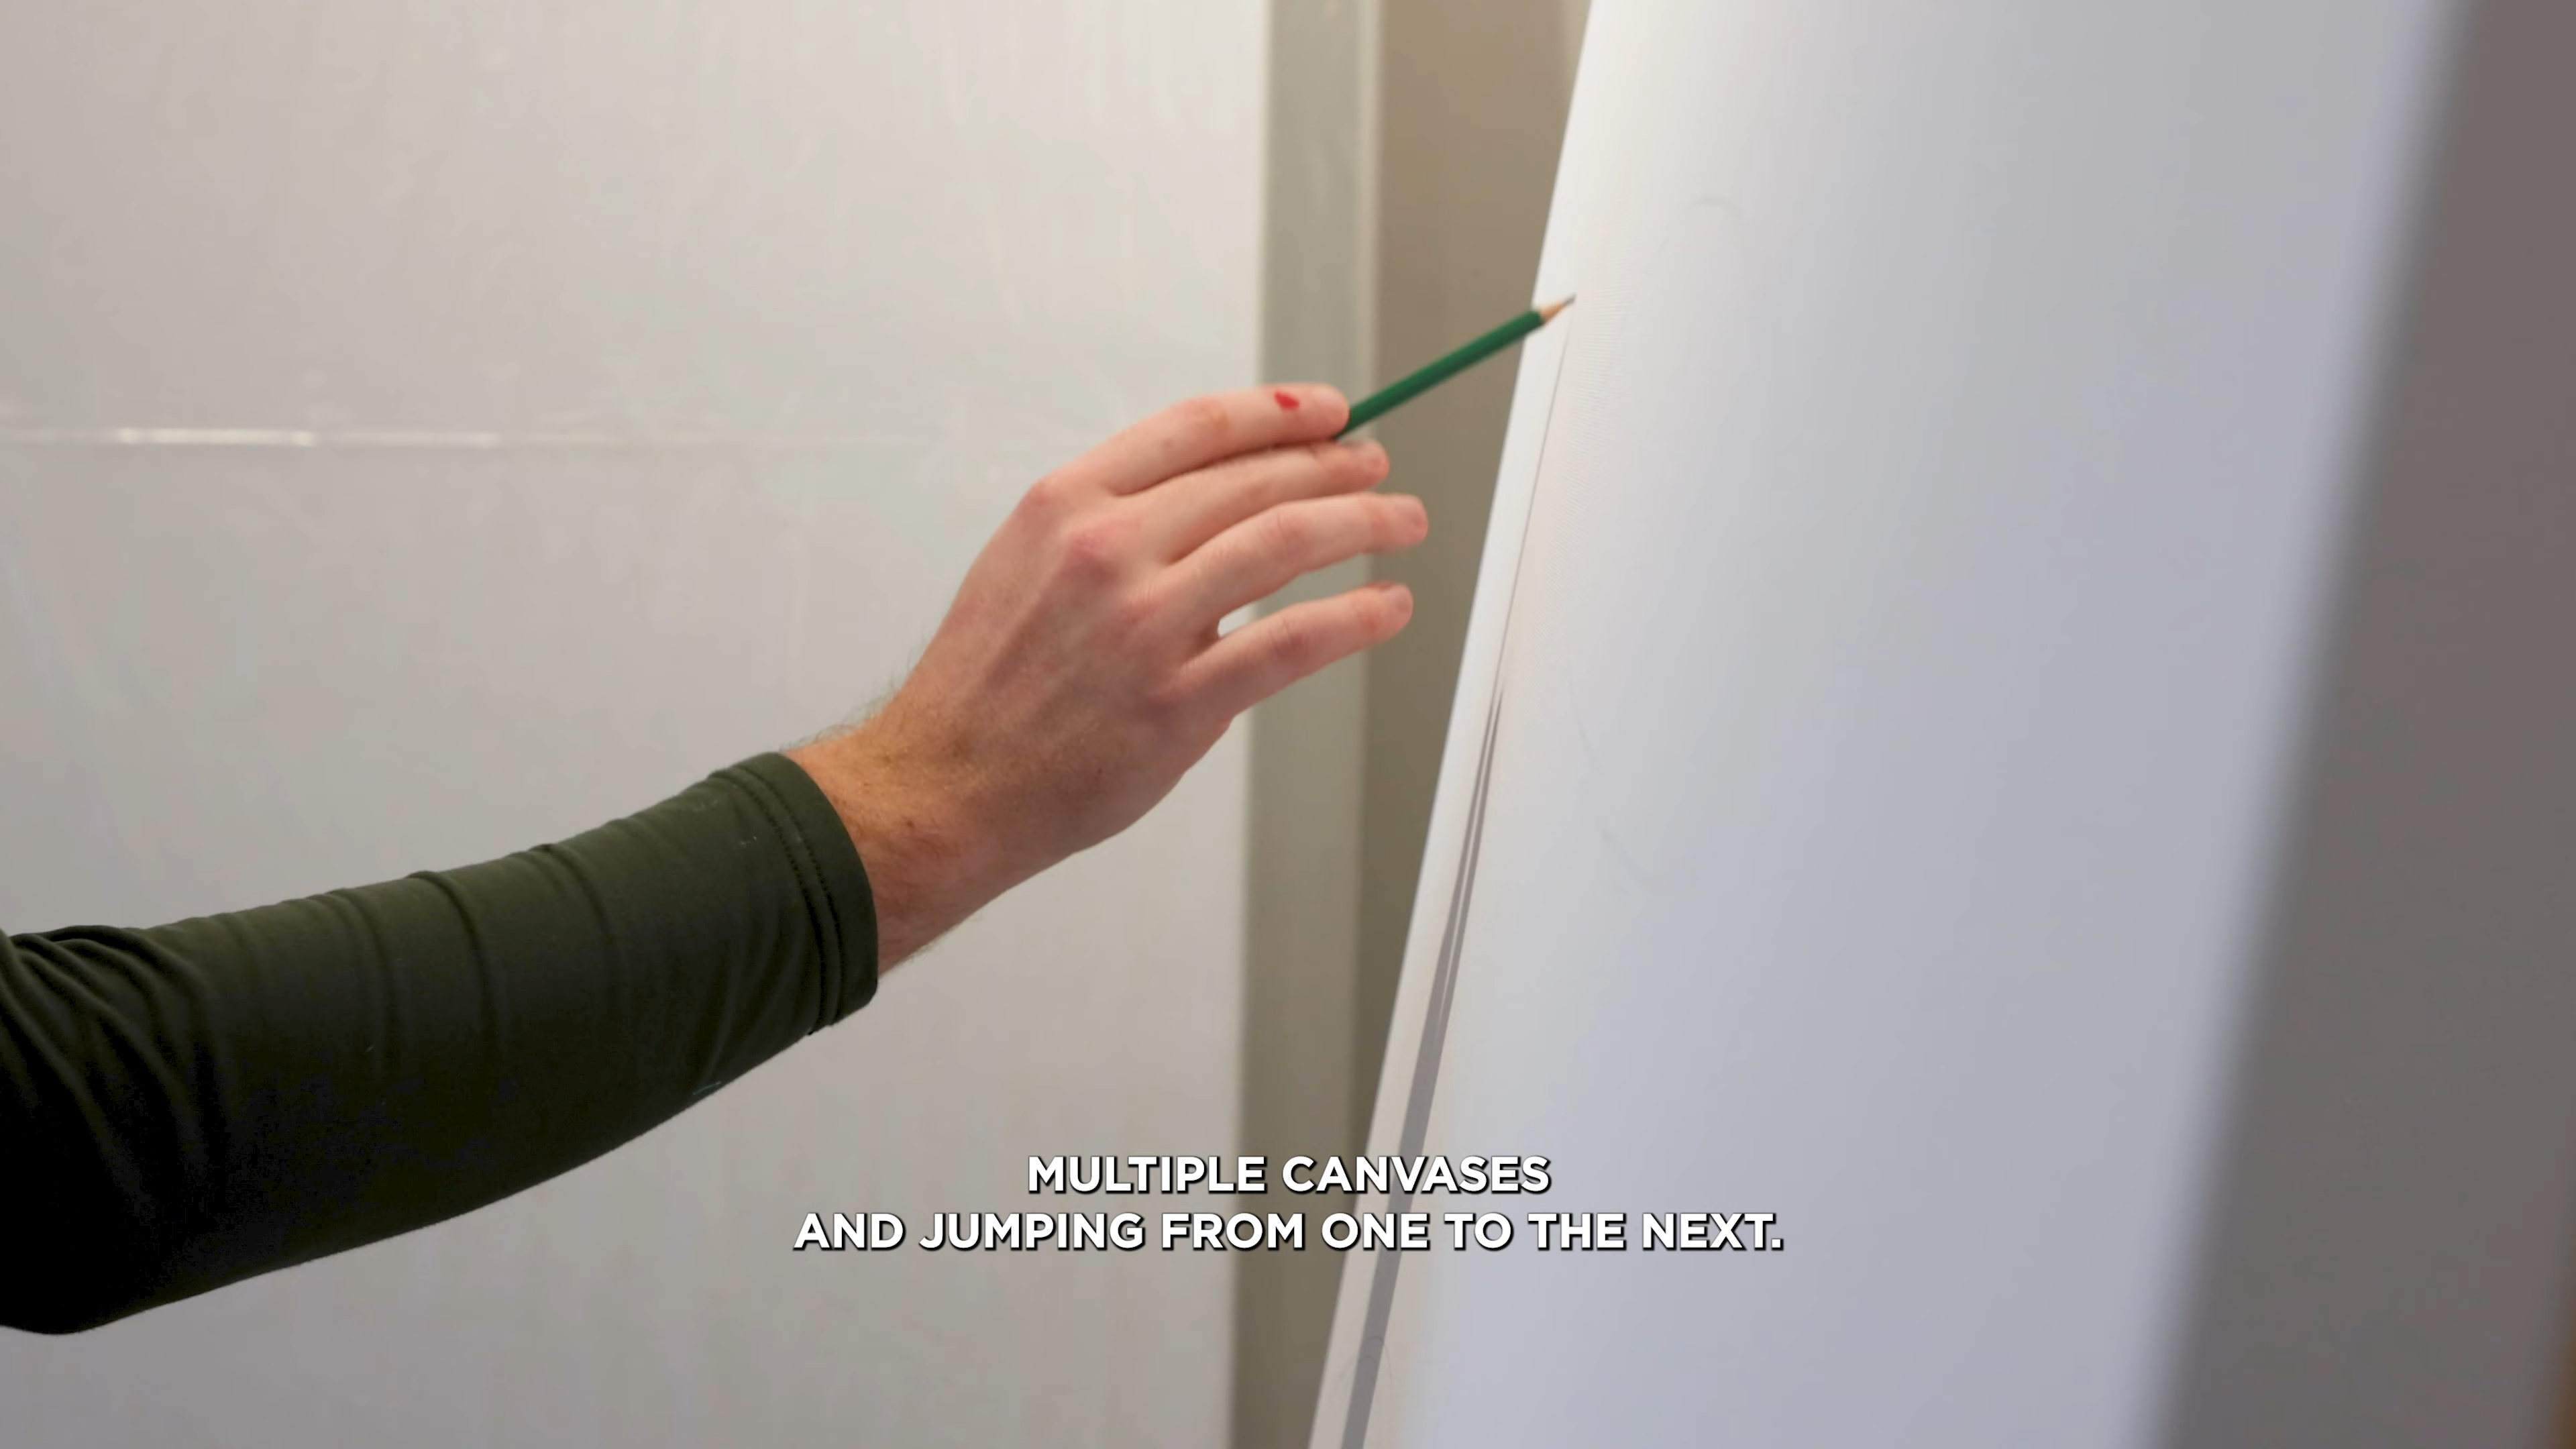 MULTIPLE CANVASES
AND JUMPING FROM ONE TO THE NEXT.